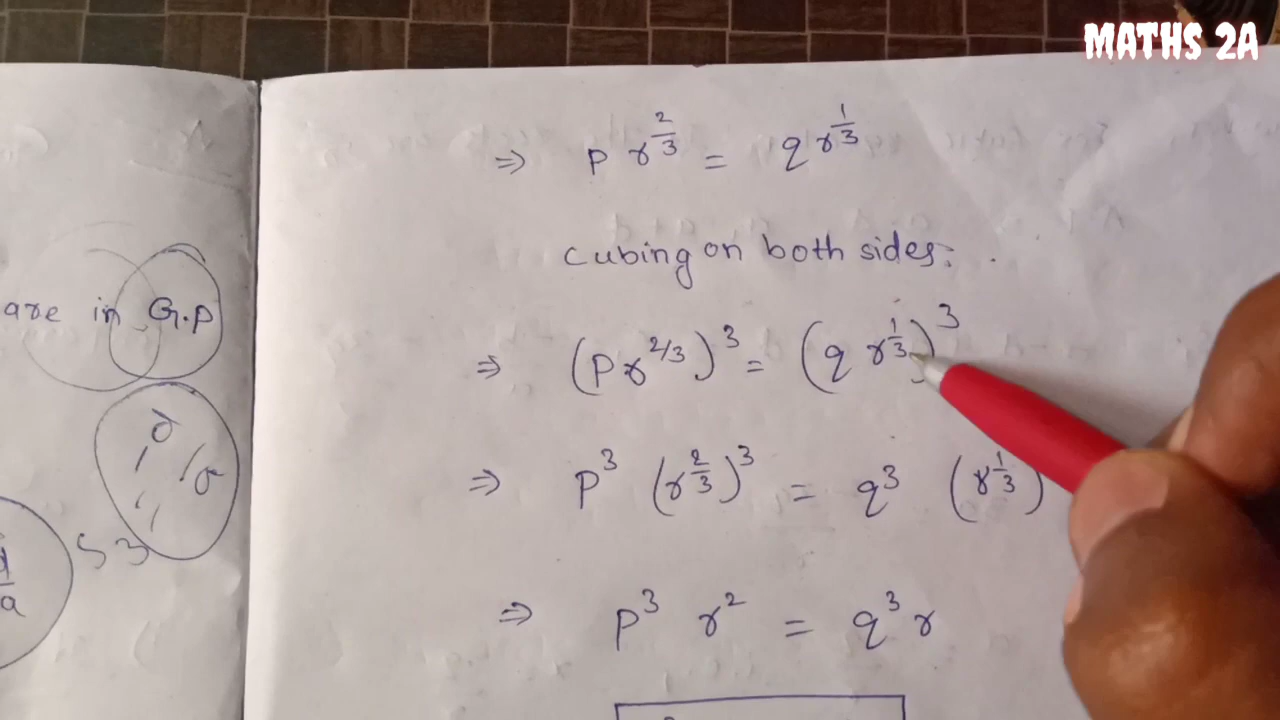 MATHS 2A
⇒ p r^{2/3} = q r^{1/3}
cubing on both sides:
are in G.P
⇒ (p r^{2/3})^3 = (q r^{1/3})^3
⇒ p^3 (r^{2/3})^3 = q^3 (r^{1/3})
⇒ p^3 r^2 = q^3 r